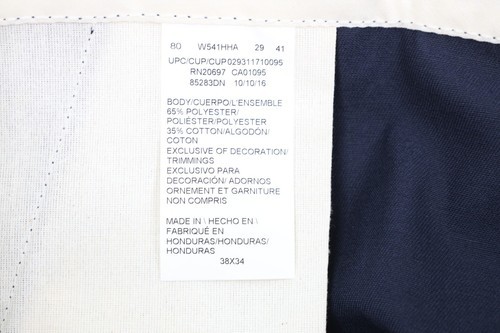 80 W541HHA 29 41
UPC/CUP/CUP029311710095
RN20697 CA01095
85283DN 10/10/16
BODY/CUERPO/L'ENSEMBLE
65% POLYESTER/
POLIÉSTER/POLYESTER
35% COTTON/ALGODÓN/
COTON
EXCLUSIVE OF DECORATION/
TRIMMINGS
EXCLUSIVO PARA
DECORACIÓN/ ADORNOS
ORNEMENT ET GARNITURE
NON COMPRIS
MADE IN \ HECHO EN \
FABRIQUÉ EN
HONDURAS/HONDURAS/
HONDURAS
38X34